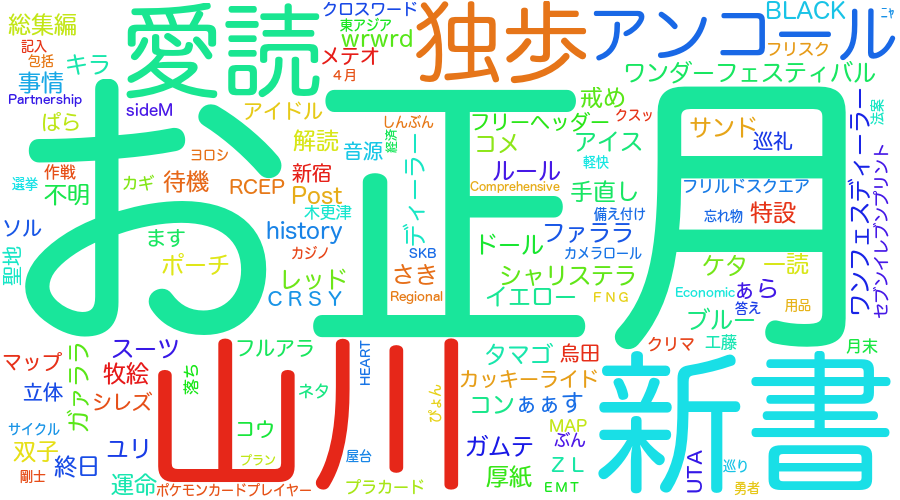 総集編
記入
包括
キラ
事情
Partnership
愛読
sideM
クロスワード
東アジア
wrwrd
メテオ
4月
独歩
アンコール
BLACK
ニャ
フリスク
ワンダーフェスティバル
ぱら
アイドル
しんぶん
戒め
フリーヘッダー
クスッ
サンド
巡礼
法案
お正月
解読
音源
経済
コメ
アイス
ヨロシ
作戦
選挙
不明
カギ
待機
新宿
RCEP
Post
ディーラー
ルール
軽快
Comprehensive
手直し
フリルドスクエア
ワンフェスディーラー
セブンイレブンプリント
ソル
木更津
history
備え付け
忘れ物
特設
ます
カジノ
SKB
ドール
ファララ
カメラロール
聖地
ポーチ
レッド
さき
シャリステラ
ケタ
一読
CRSY
Regional
イエロー
FNG
Economic
ぁら
答え
用品
ブルー
工藤
山川
新書
マップ
スーツ
フルアラ
HEART
タマゴ
烏田
クリマ
月末
ガァララ
牧絵
落ち
立体
シレズ
ネタ
ぴょん
カッキーライド
コン
ぁぁす
サイクル
コウ
MAP
双子
ユリ
ガムテ
ぶん
終日
プラン
屋台
ZL
UTA
巡り
剛士
運命
ポケモンカードプレイヤー
プラカード
厚紙
EMT
勇者